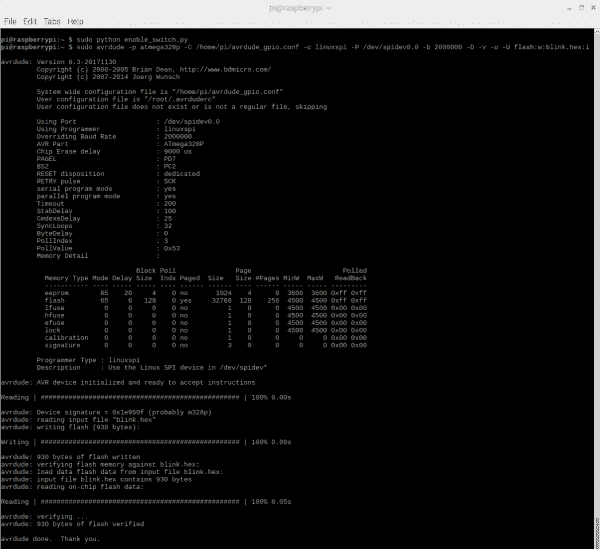 pi@raspberrypi: ~
File Edit Tabs Help
pi@raspberrypi:~ $ sudo python enable_switch.py
pi@raspberrypi:~ $ sudo avrdude -p atmega328p -C /home/pi/avrdude_gpio.conf -c linuxspi -P /dev/spidev0.0 -b 2000000 -D -v -u -U flash:w:blink.hex:i
avrdude: Version 6.3-20171130
Copyright (c) 2000-2005 Brian Dean, http://www.bdmicro.com/
Copyright (c) 2007-2014 Joerg Wunsch
System wide configuration file is "/home/pi/avrdude_gpio.conf"
User configuration file is "/root/.avrduderc"
User configuration file does not exist or is not a regular file, skipping
Using Port : /dev/spidev0.0
Using Programmer : linuxspi
Overriding Baud Rate : 2000000
AVR Part : ATmega328P
Chip Erase delay : 9000 us
PAGEL : PD7
BS2 : PC2
RESET disposition : dedicated
RETRY pulse : SCK
serial program mode : yes
parallel program mode : yes
Timeout : 200
StabDelay : 100
CmdexeDelay : 25
SyncLoops : 32
ByteDelay : 0
PollIndex : 3
PollValue : 0x53
Memory Detail :
Block Poll Page Polled
Memory Type Mode Delay Size Indx Paged Size Size #Pages MinW MaxW ReadBack
----------- ---- ----- ----- ---- ------ ------ ---- ------ ----- ----- ---------
eeprom 65 20 4 0 no 1024 4 0 3600 3600 0xff 0xff
flash 65 6 128 0 yes 32768 128 256 4500 4500 0xff 0xff
lfuse 0 0 0 0 no 1 0 0 4500 4500 0x00 0x00
hfuse 0 0 0 0 no 1 0 0 4500 4500 0x00 0x00
efuse 0 0 0 0 no 1 0 0 4500 4500 0x00 0x00
lock 0 0 0 0 no 1 0 0 4500 4500 0x00 0x00
calibration 0 0 0 0 no 1 0 0 0 0 0x00 0x00
signature 0 0 0 0 no 3 0 0 0 0 0x00 0x00
Programmer Type : linuxspi
Description : Use the Linux SPI device in /dev/spidev*
avrdude: AVR device initialized and ready to accept instructions
Reading | ################################################## | 100% 0.00s
avrdude: Device signature = 0x1e950f (probably m328p)
avrdude: reading input file "blink.hex"
avrdude: writing flash (930 bytes):
Writing | ################################################## | 100% 0.09s
avrdude: 930 bytes of flash written
avrdude: verifying flash memory against blink.hex:
avrdude: load data flash data from input file blink.hex:
avrdude: input file blink.hex contains 930 bytes
avrdude: reading on-chip flash data:
Reading | ################################################## | 100% 0.05s
avrdude: verifying ...
avrdude: 930 bytes of flash verified
avrdude done. Thank you.